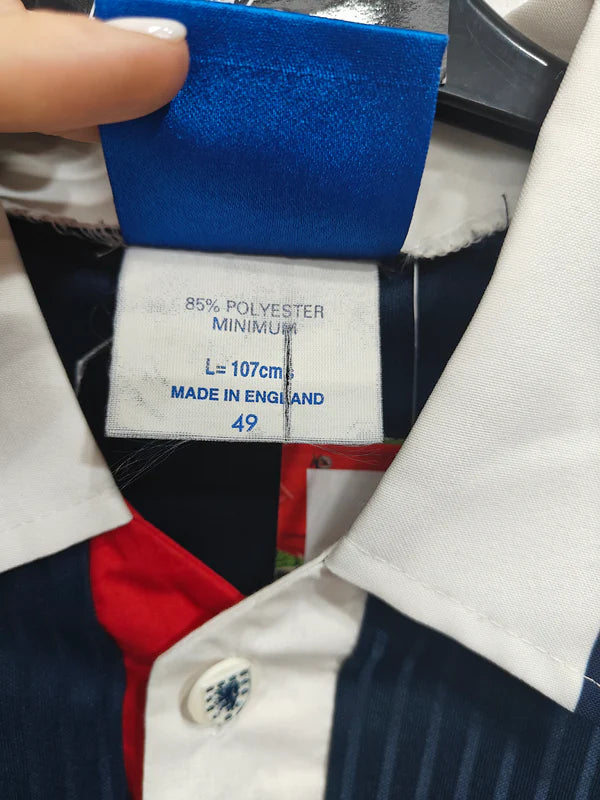 85% POLYESTER
MINIMUM
L= 107cms
MADE IN ENGLAND
49